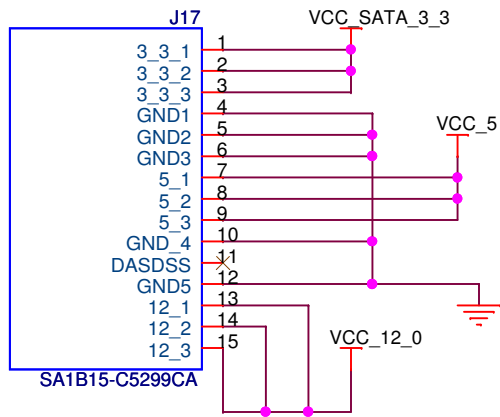 J17
VCC_SATA_3_3
3_3_1 1
3_3_2 2
3_3_3 3
GND1 4
GND2 5
GND3 6
VCC_5
5_1 7
5_2 8
5_3 9
GND_4 10
DASDSS 11
GND5 12
12_1 13
12_2 14
12_3 15
VCC_12_0
SA1B15-C5299CA